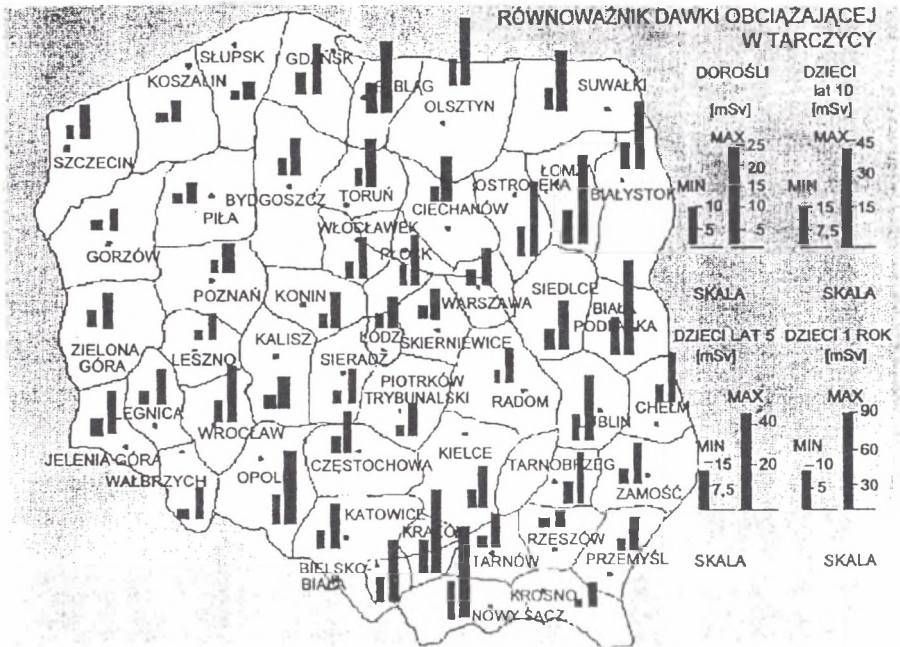 RÓWNOWAŻNIK DAWKI OBCIĄŻAJĄCEJ
W TARCZYCY
DOROŚLI
[mSv]
MIN
MAX
10
5
25
20
15
10
5
SKALA
DZIECI
lat 10
[mSv]
MIN
MAX
15
7,5
45
30
15
SKALA
DZIECI LAT 5
[mSv]
MIN
MAX
15
7,5
40
20
SKALA
DZIECI 1 ROK
[mSv]
MIN
MAX
10
5
90
60
30
SKALA
SŁUPSK
GDAŃSK
KOSZALIN
OLSZTYN
SUWAŁKI
SZCZECIN
BYDGOSZCZ
TORUŃ
PIŁA
CIECHANÓW
OSTROŁĘKA
BIAŁYSTOK
WŁOCŁAWEK
PŁOCK
GORZÓW
POZNAŃ
KONIN
WARSZAWA
SIEDLCE
BIAŁA
PODLASKA
ZIELONA
GÓRA
LESZNO
KALISZ
ŁÓDŹ
SKIERNIEWICE
SIERADZ
PIOTRKÓW
TRYBUNALSKI
RADOM
LUBLIN
CHEŁM
LEGNICA
WROCŁAW
JELENIA GÓRA
WAŁBRZYCH
OPOL
CZĘSTOCHOWA
KIELCE
TARNOBRZEG
ZAMOŚĆ
KATOWICE
KRAKÓ
RZESZÓW
PRZEMYŚL
BIELSKO-
BIAŁA
TARNÓW
KROSNO
NOWY SĄCZ